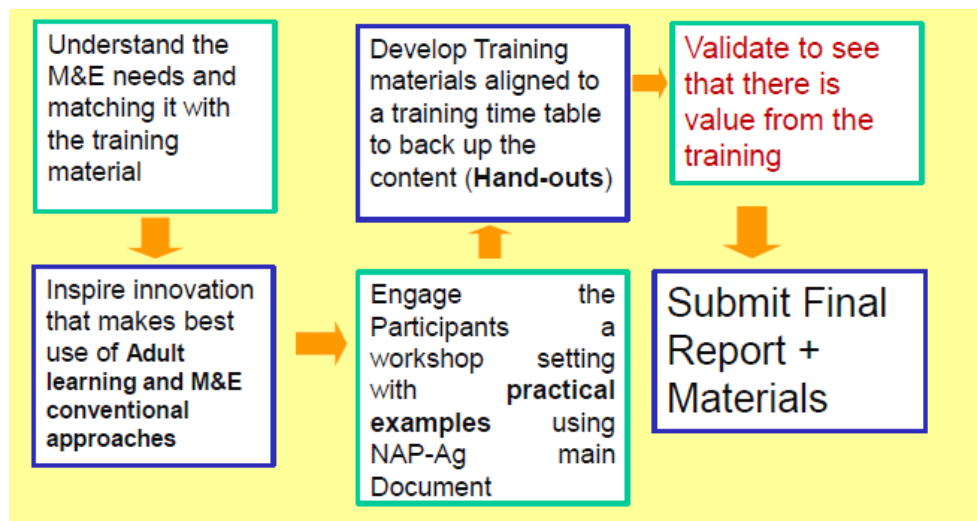 Understand the
M&E needs and
matching it with
the training
material
Inspire innovation
that makes best
use of Adult
learning and M&E
conventional
approaches
Engage the
Participants a
workshop setting
with practical
examples using
NAP-Ag main
Document
Develop Training
materials aligned to
a training time table
to back up the
content (Hand-outs)
Validate to see
that there is
value from the
training
Submit Final
Report +
Materials